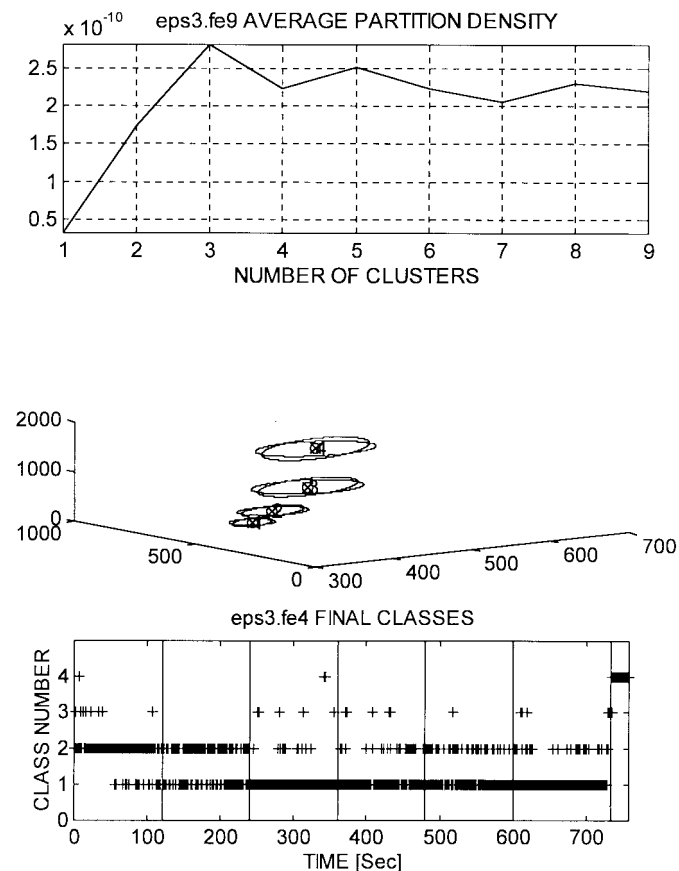 x 10-10 eps3.fe9 AVERAGE PARTITION DENSITY
2.5
2
1.5
1
0.5
1 2 3 4 5 6 7 8 9
NUMBER OF CLUSTERS
2000
1000
0
1000
500
0 300 400 500 600 700
eps3.fe4 FINAL CLASSES
CLASS NUMBER
4
3
2
1
0
0 100 200 300 400 500 600 700
TIME [Sec]